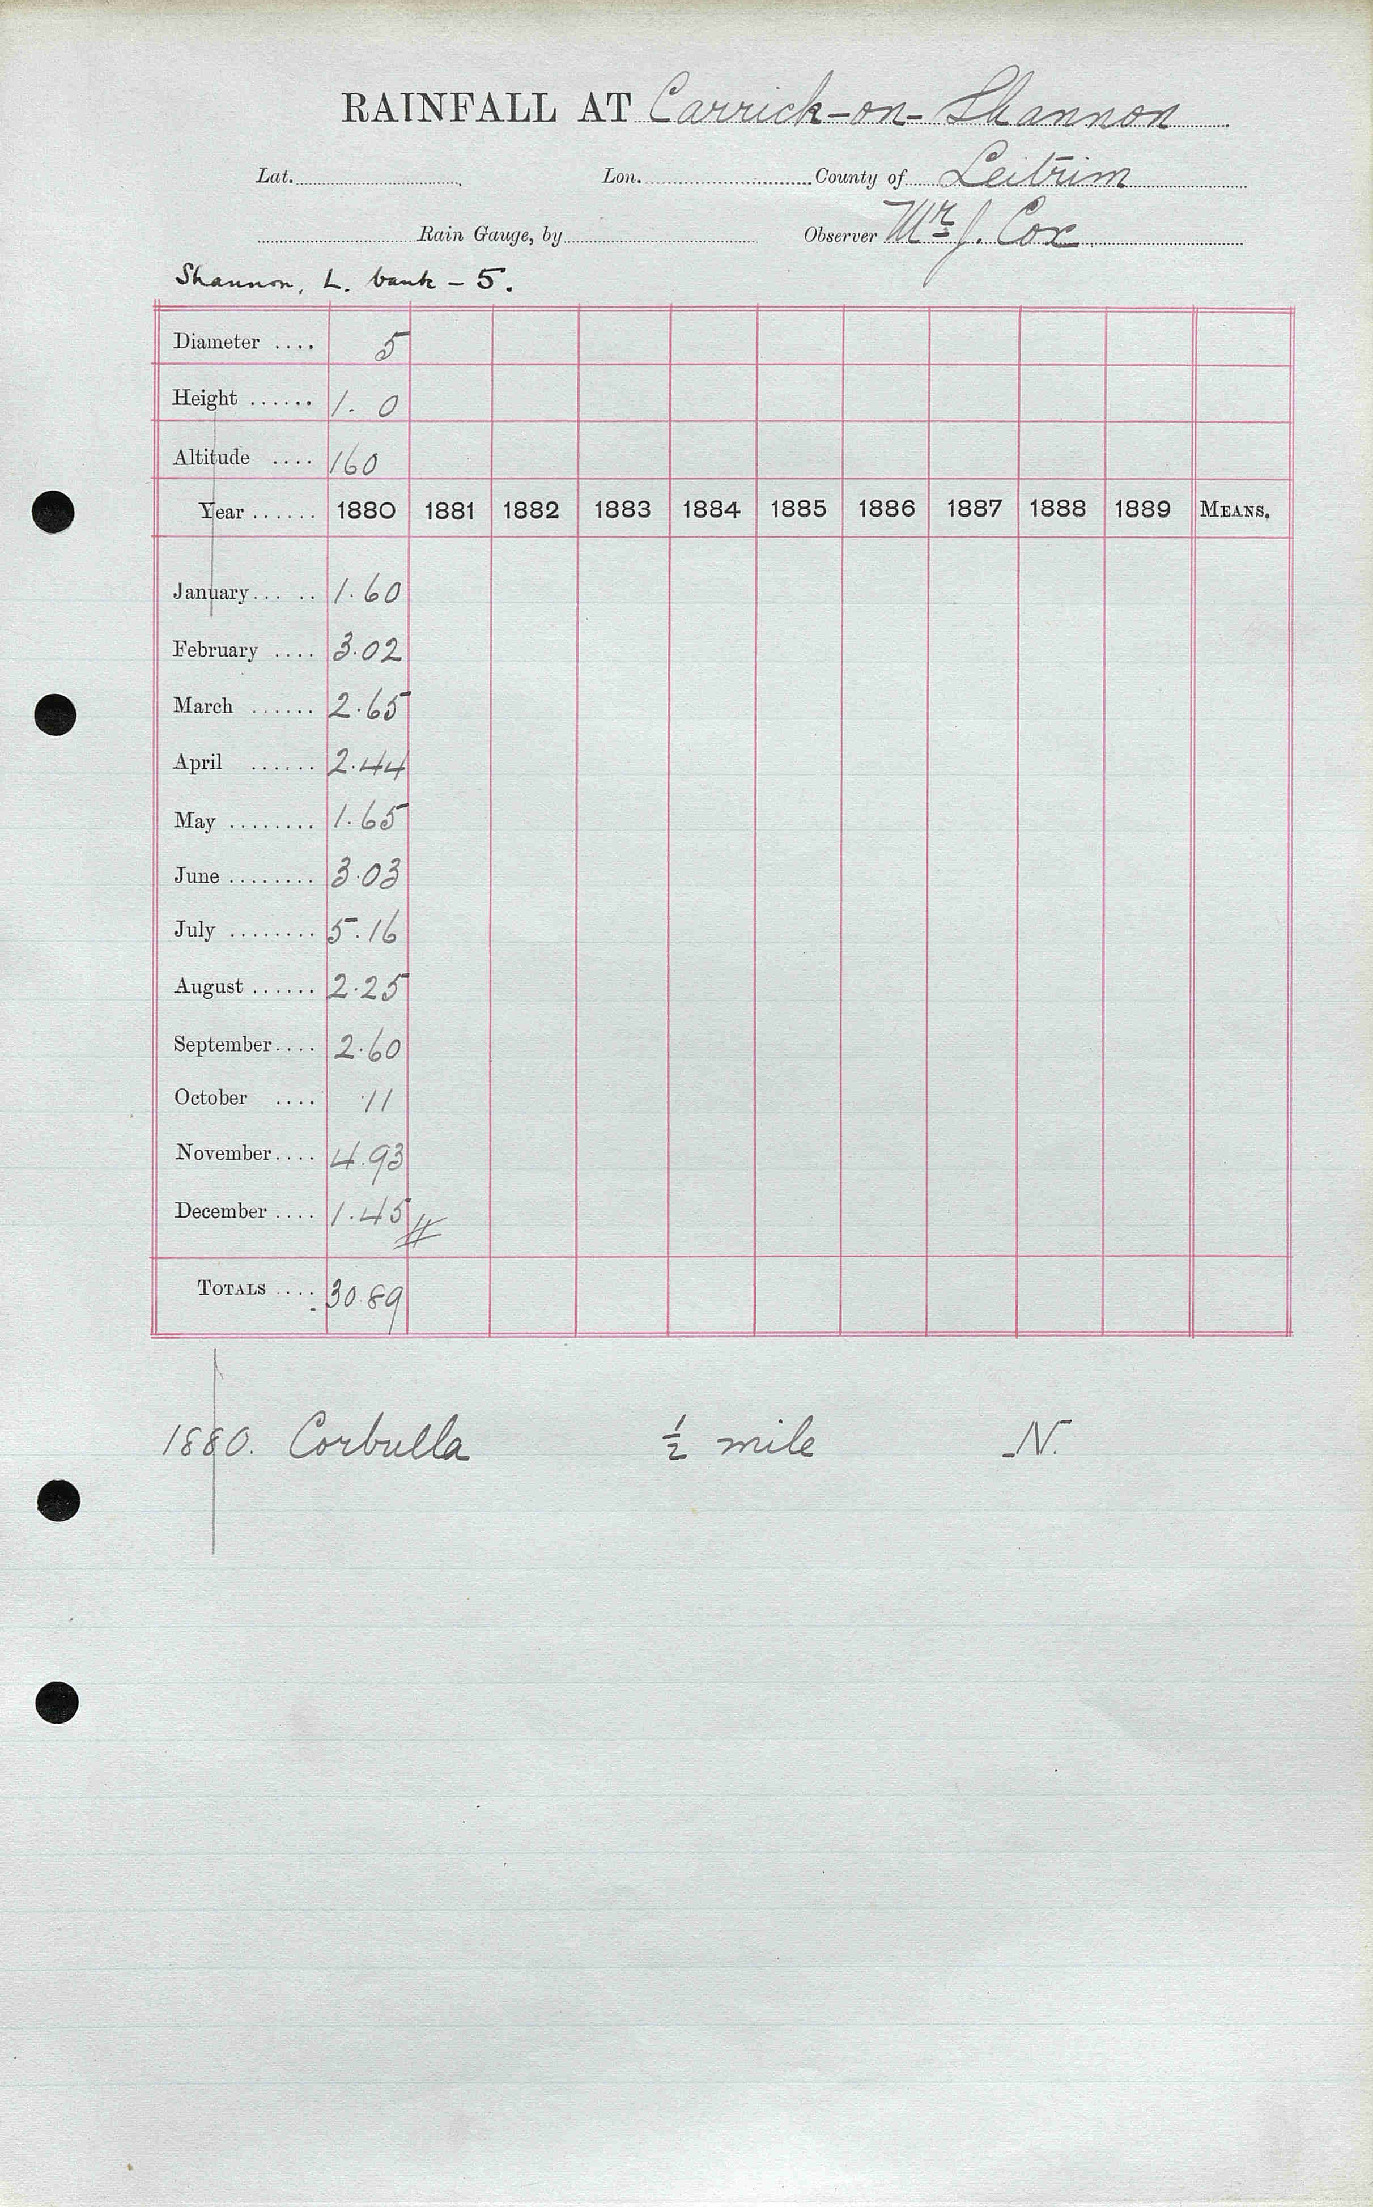 RAINFALL AT Carrick-on-Shannon
Lat. Lon. County of Leitrim
Rain Gauge, by Observer Mr J. Cox
Shannon, L. bank - 5.
Diameter .... 5
Height ...... 1. 0
Altitude .... 160
Year ...... 1880 1881 1882 1883 1884 1885 1886 1887 1888 1889 MEANS.
January... .. 1.60
February .... 3.02
March ...... 2.65
April ...... 2.44
May ........ 1.65
June ........ 3.03
July ........ 5.16
August ...... 2.25
September.... 2.60
October .... .11
November.... 4.93
December .... 1.45
TOTALS .... 30.89
1880. Corbulla ½ mile N.